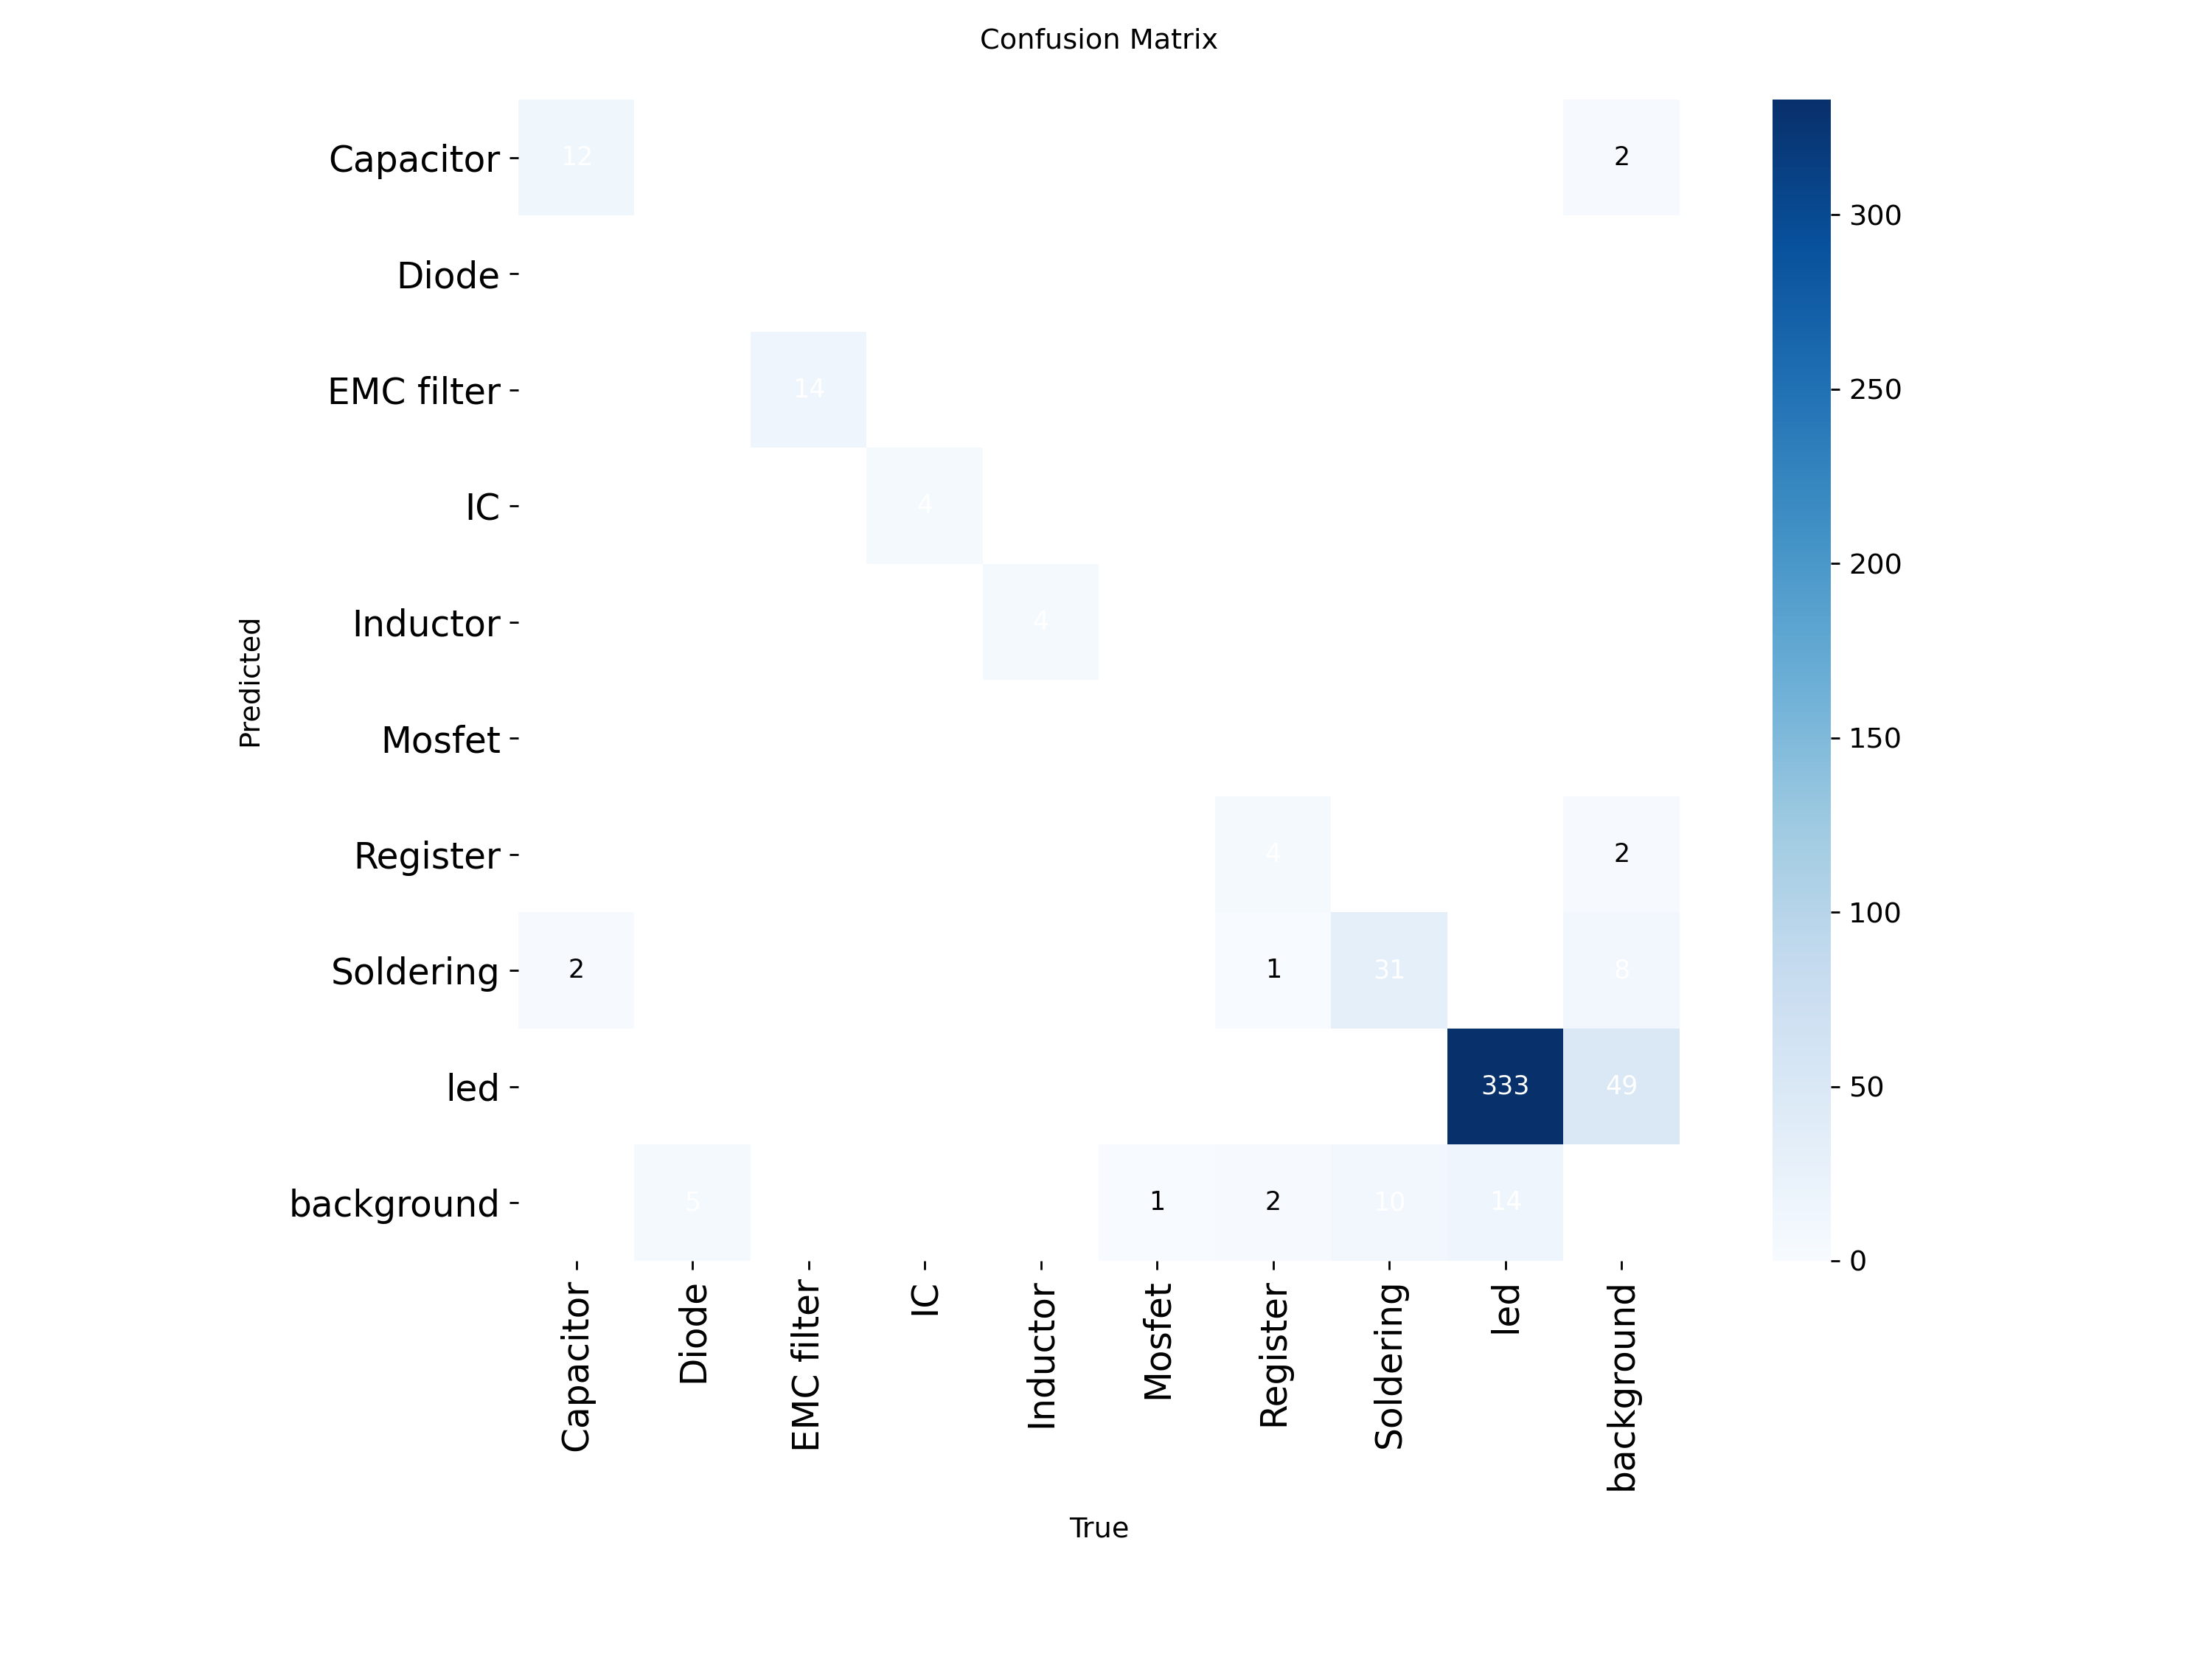 Confusion Matrix
Capacitor 12 2
Diode
EMC filter 14
IC 4
Inductor 4
Mosfet
Register 4 2
Soldering 2 1 31 8
led 333 49
background 5 1 2 10 14
Predicted
Capacitor
Diode
EMC filter
IC
Inductor
Mosfet
Register
Soldering
led
background
True
300
250
200
150
100
50
0